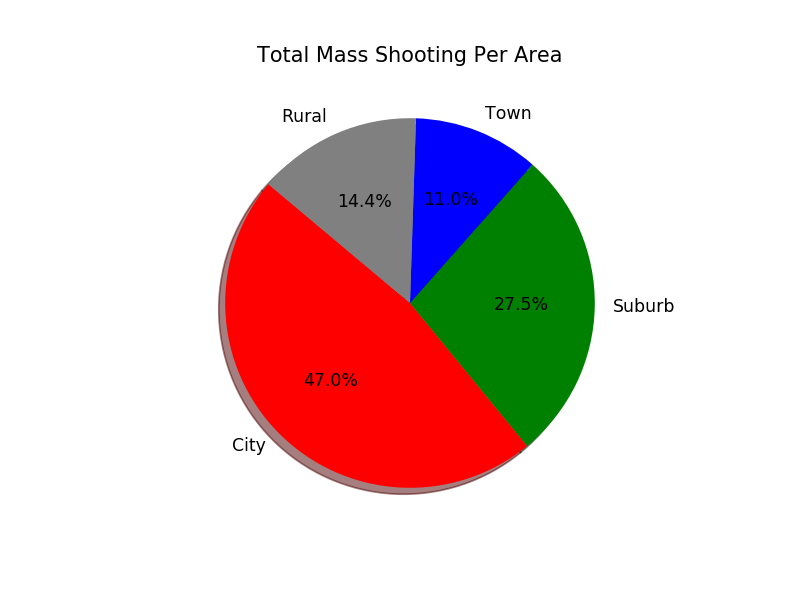 Total Mass Shooting Per Area
Rural
Town
14.4%
11.0%
27.5%
Suburb
47.0%
City